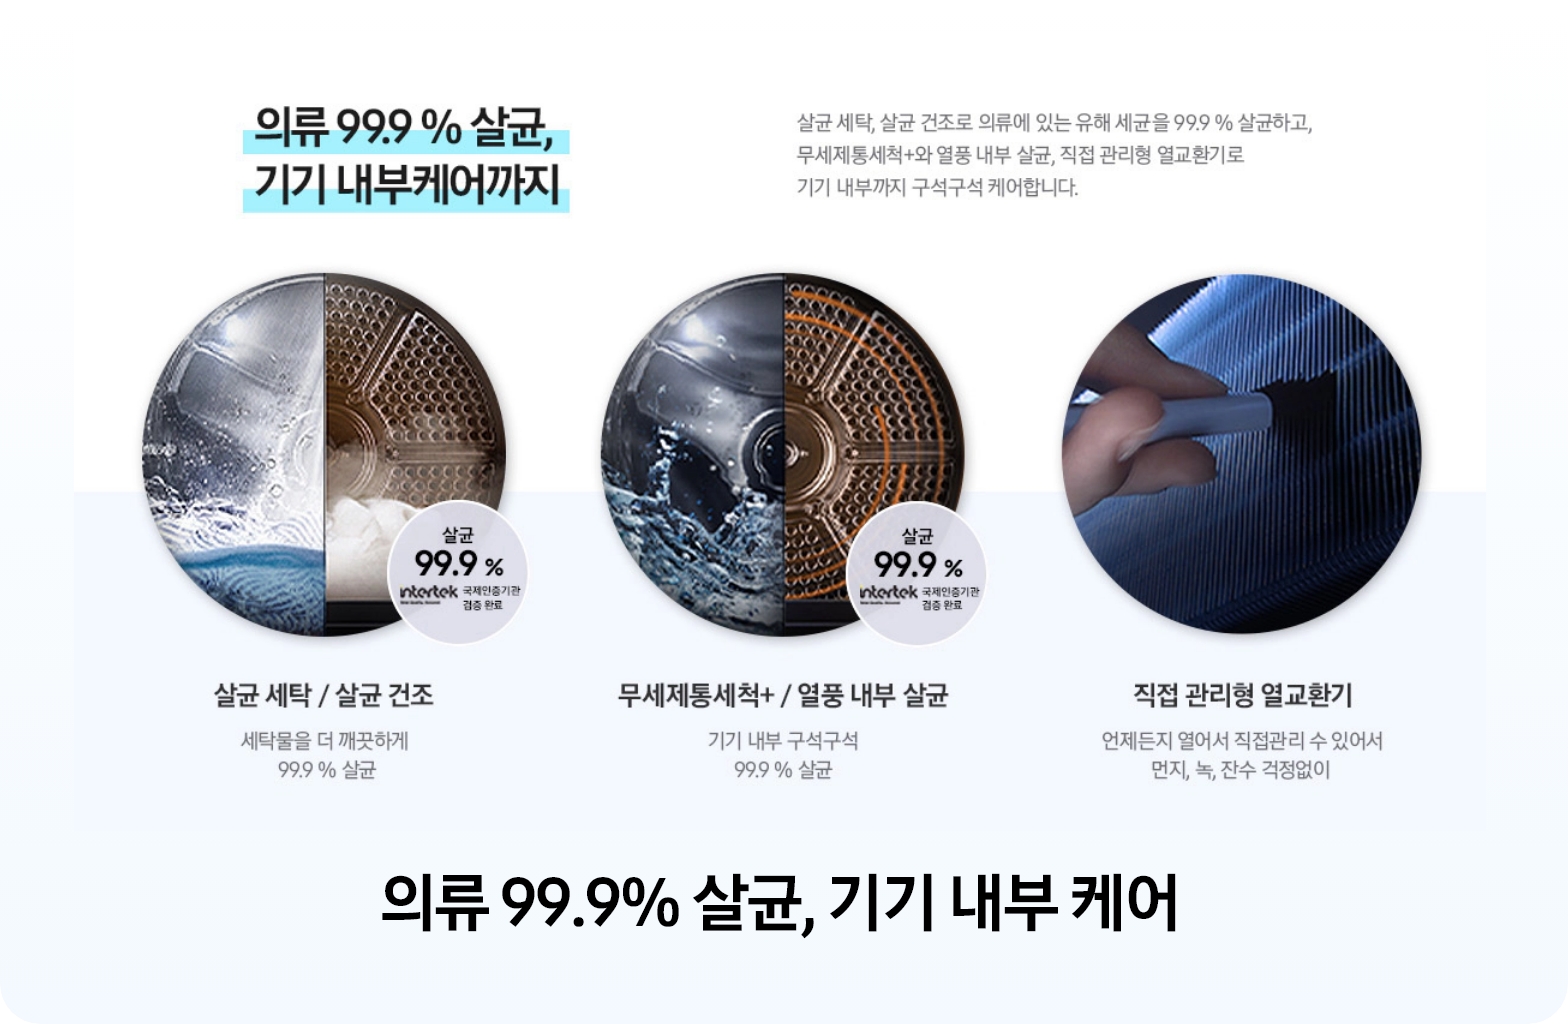 의류 99.9 % 살균,
기기 내부케어까지
살균 세탁, 살균 건조로 의류에 있는 유해 세균을 99.9 % 살균하고,
무세제통세척+와 열풍 내부 살균, 직접 관리형 열교환기로
기기 내부까지 구석구석 케어합니다.
살균
99.9 %
intertek 국제인증기관
검증 완료
살균
99.9 %
intertek 국제인증기관
검증 완료
살균 세탁 / 살균 건조
세탁물을 더 깨끗하게
99.9 % 살균
무세제통세척+ / 열풍 내부 살균
기기 내부 구석구석
99.9 % 살균
직접 관리형 열교환기
언제든지 열어서 직접관리 수 있어서
먼지, 녹, 잔수 걱정없이
의류 99.9% 살균, 기기 내부 케어